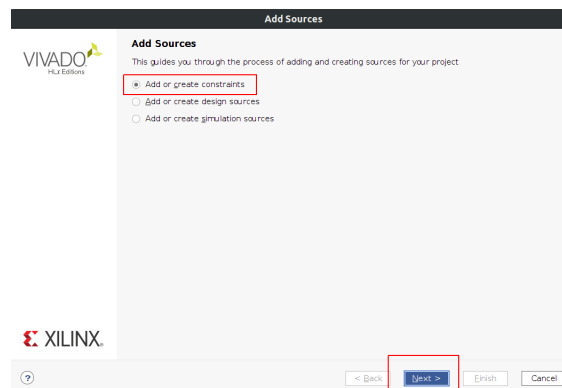 Add Sources
VIVADO
HLx Editions
Add Sources
This guides you through the process of adding and creating sources for your project
Add or create constraints
Add or create design sources
Add or create simulation sources
XILINX
?
< Back
Next >
Finish
Cancel